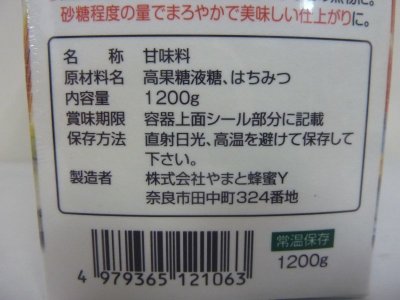 砂糖程度の量でまろやかで美味しい仕上がりに。
名　称　甘味料
原材料名　高果糖液糖、はちみつ
内容量　1200g
賞味期限　容器上面シール部分に記載
保存方法　直射日光、高温を避けて保存して
下さい。
製造者　株式会社やまと蜂蜜Y
奈良市田中町324番地
常温保存
1200g
4 979365 121063